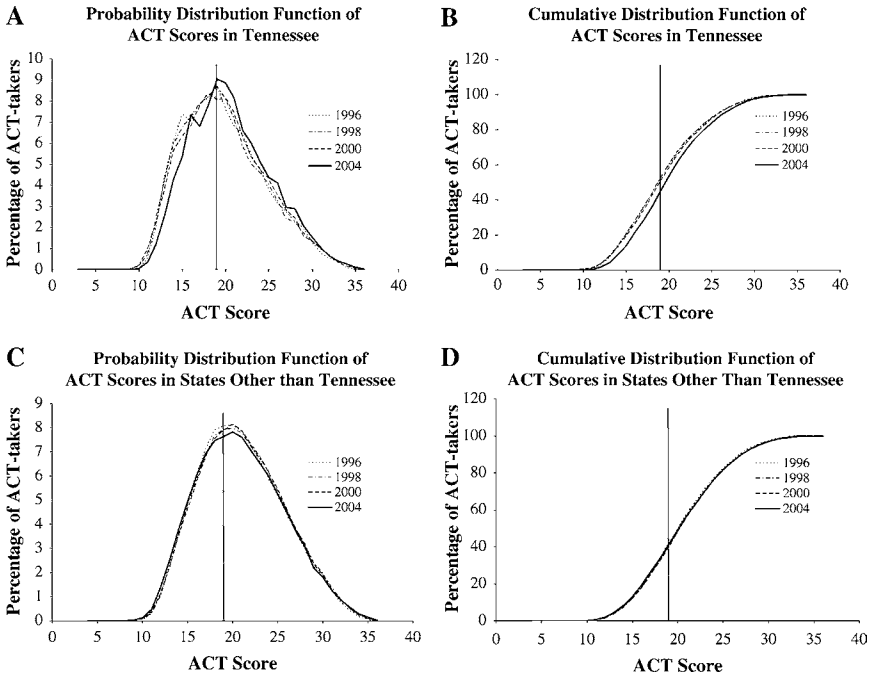 A
Probability Distribution Function of
ACT Scores in Tennessee
Percentage of ACT-takers
10
9
8
7
6
5
4
3
2
1
0
0 5 10 15 20 25 30 35 40
ACT Score
1996
1998
2000
2004
B
Cumulative Distribution Function of
ACT Scores in Tennessee
Percentage of ACT-takers
120
100
80
60
40
20
0
0 5 10 15 20 25 30 35 40
ACT Score
1996
1998
2000
2004
C
Probability Distribution Function of
ACT Scores in States Other than Tennessee
Percentage of ACT-takers
9
8
7
6
5
4
3
2
1
0
0 5 10 15 20 25 30 35 40
ACT Score
1996
1998
2000
2004
D
Cumulative Distribution Function of
ACT Scores in States Other Than Tennessee
Percentage of ACT-takers
120
100
80
60
40
20
0
0 5 10 15 20 25 30 35 40
ACT Score
1996
1998
2000
2004